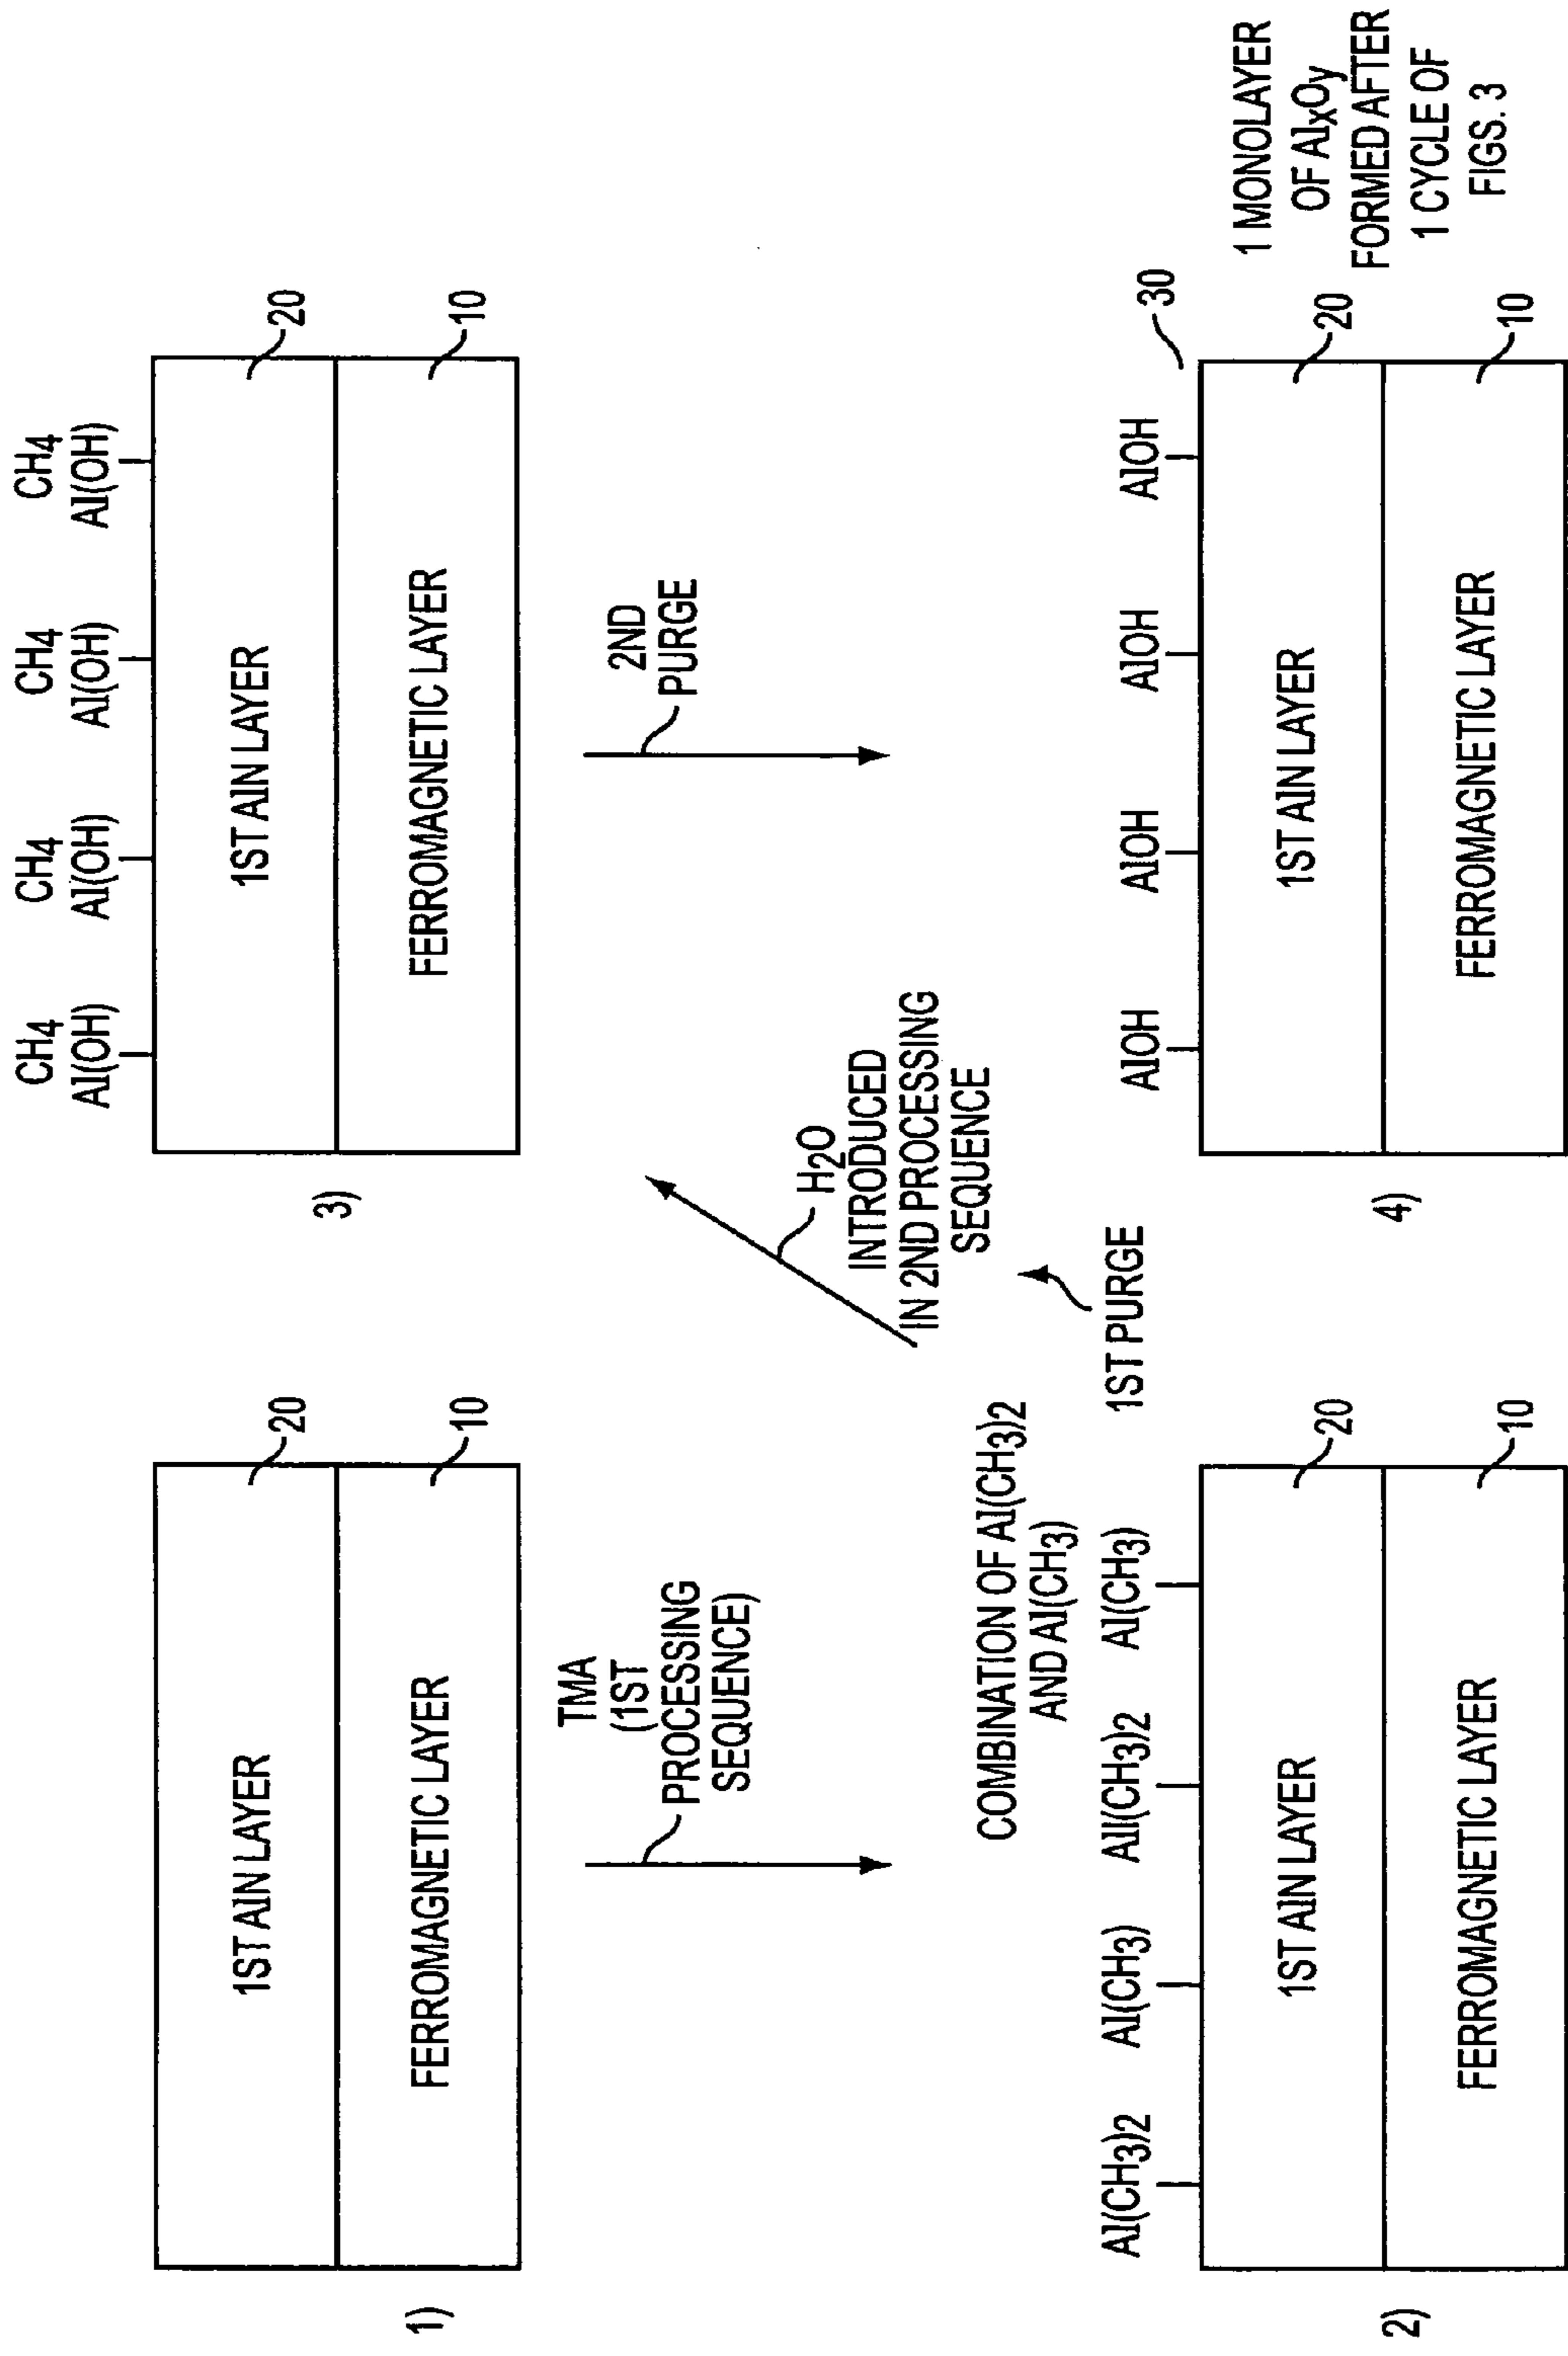 1)
1ST AlN LAYER
20
FERROMAGNETIC LAYER
10
TMA
(1ST
PROCESSING
SEQUENCE)
COMBINATION OF Al(CH3)2
AND Al(CH3)
Al(CH3)2 Al(CH3) All(CH3)2 Al(CH3)
2)
1ST AlN LAYER
20
FERROMAGNETIC LAYER
10
1ST PURGE
H2O
INTRODUCED
IN 2ND PROCESSING
SEQUENCE
CH4 CH4 CH4 CH4
Al(OH) Al(OH) Al(OH) Al(OH)
3)
1ST AlN LAYER
20
FERROMAGNETIC LAYER
10
2ND
PURGE
AlOH AlOH AlOH AlOH
30
4)
1ST AlN LAYER
20
FERROMAGNETIC LAYER
10
1 MONOLAYER
OF AlxOy
FORMED AFTER
1 CYCLE OF
FIGS. 3